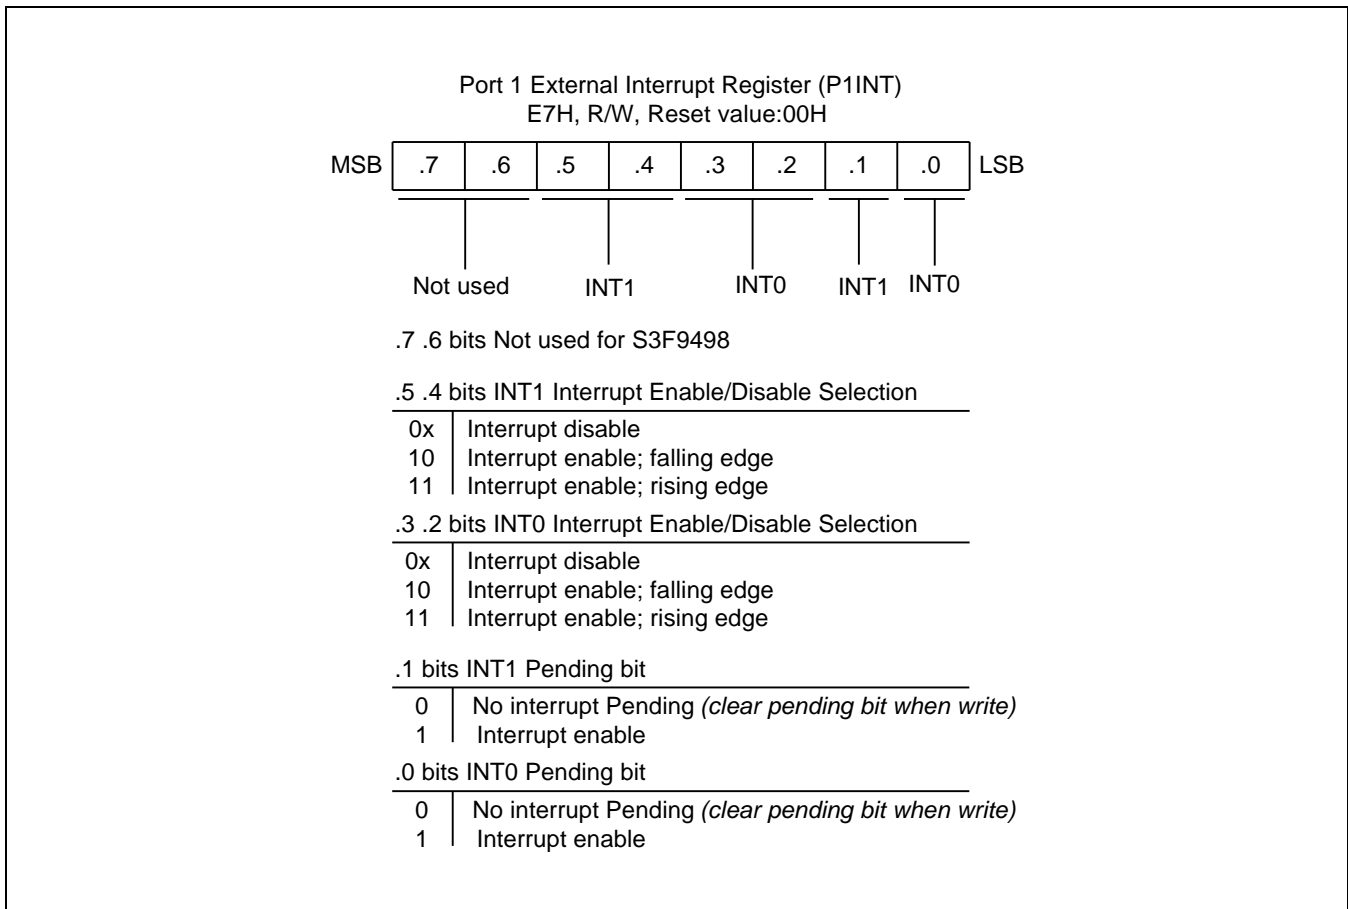 Port 1 External Interrupt Register (P1INT)
E7H, R/W, Reset value:00H
MSB .7 .6 .5 .4 .3 .2 .1 .0 LSB
Not used INT1 INT0 INT1 INT0
.7 .6 bits Not used for S3F9498
.5 .4 bits INT1 Interrupt Enable/Disable Selection
0x Interrupt disable
10 Interrupt enable; falling edge
11 Interrupt enable; rising edge
.3 .2 bits INT0 Interrupt Enable/Disable Selection
0x Interrupt disable
10 Interrupt enable; falling edge
11 Interrupt enable; rising edge
.1 bits INT1 Pending bit
0 No interrupt Pending (clear pending bit when write)
1 Interrupt enable
.0 bits INT0 Pending bit
0 No interrupt Pending (clear pending bit when write)
1 Interrupt enable